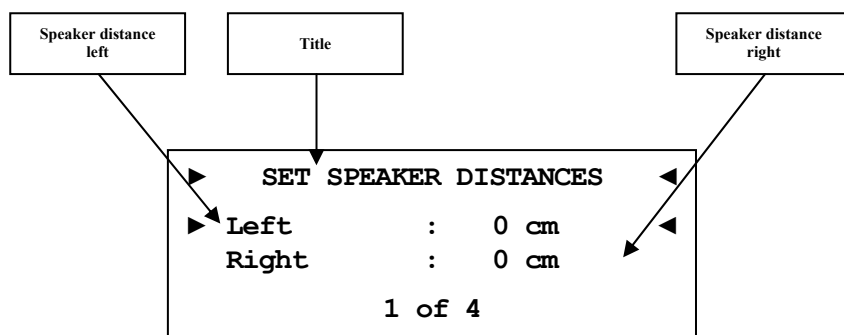 Speaker distance
left
Title
Speaker distance
right
► SET SPEAKER DISTANCES ◄
► Left : 0 cm ◄
Right : 0 cm
1 of 4